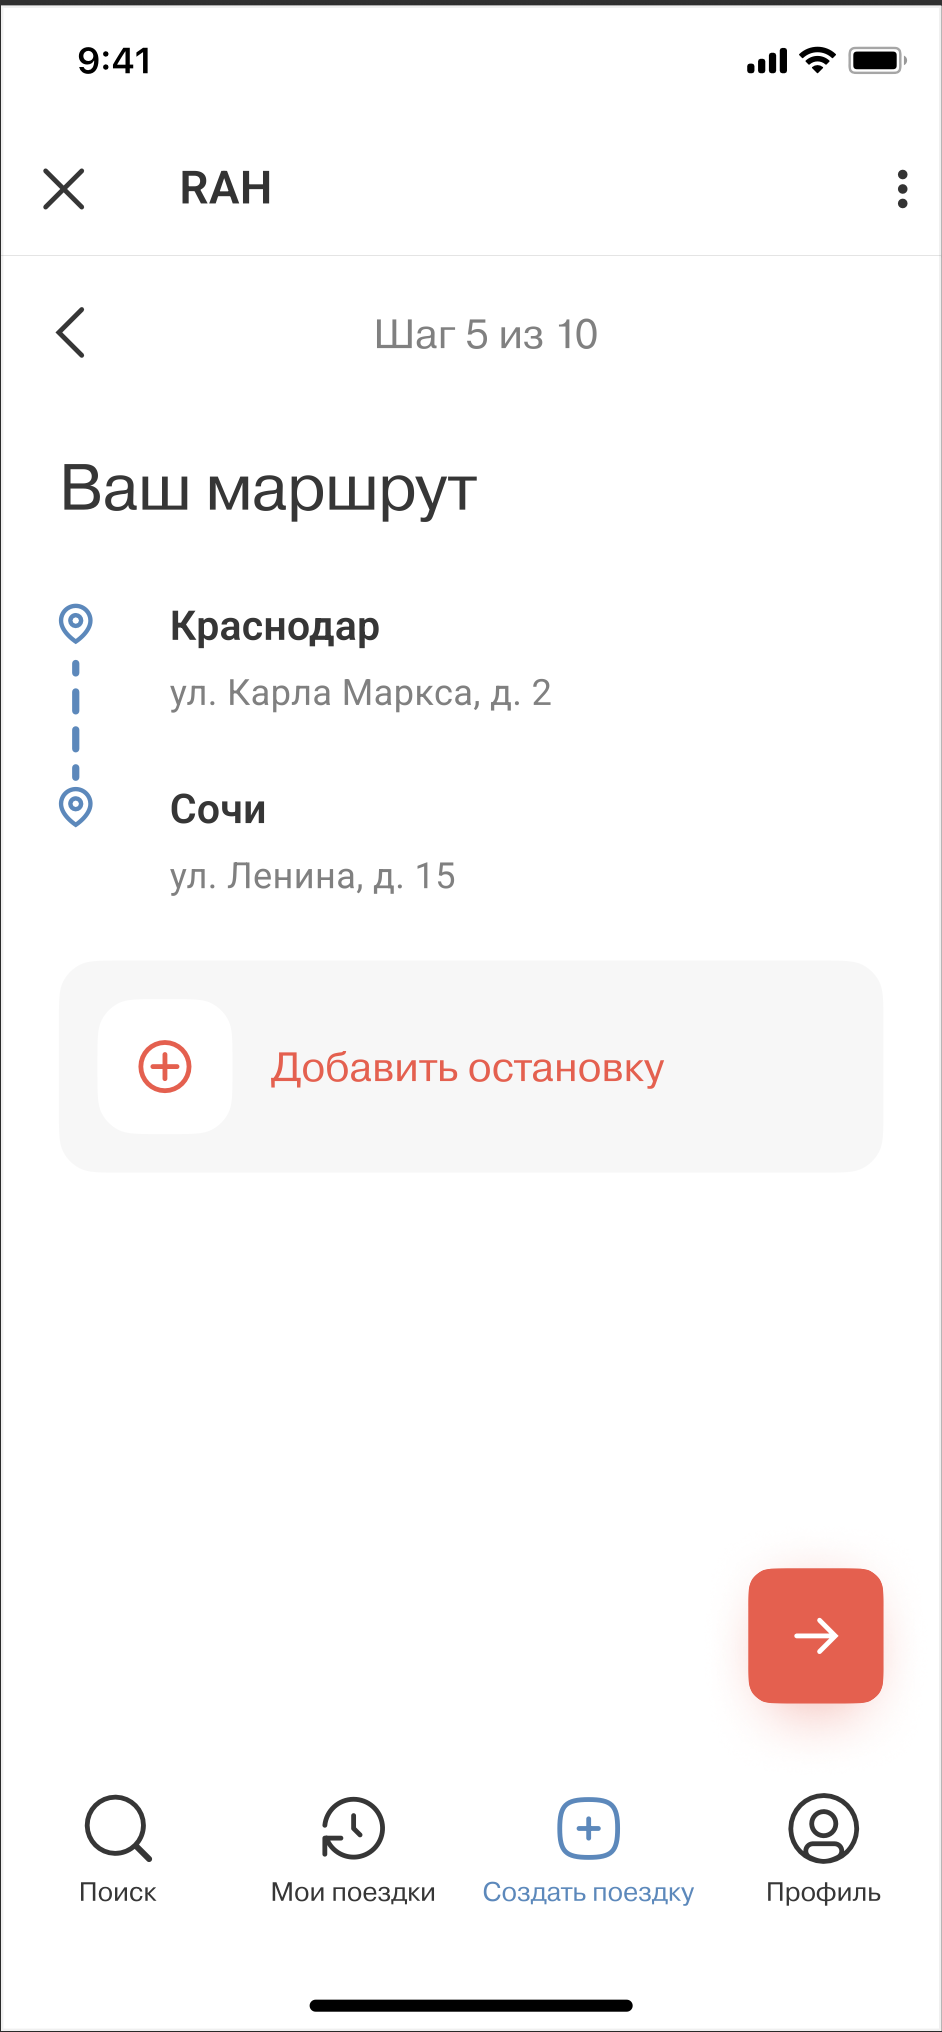 9:41
RAH
Шаг 5 из 10
Ваш маршрут
Краснодар
ул. Карла Маркса, д. 2
Сочи
ул. Ленина, д. 15
Добавить остановку
Поиск
Мои поездки
Создать поездку
Профиль